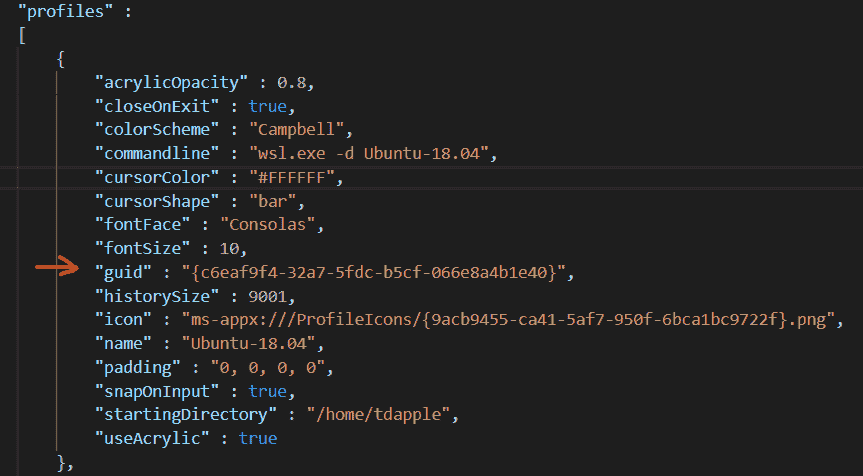 "profiles" :
[
{
"acrylicOpacity" : 0.8,
"closeOnExit" : true,
"colorScheme" : "Campbell",
"commandline" : "wsl.exe -d Ubuntu-18.04",
"cursorColor" : "#FFFFFF",
"cursorShape" : "bar",
"fontFace" : "Consolas",
"fontSize" : 10,
"guid" : "{c6eaf9f4-32a7-5fdc-b5cf-066e8a4b1e40}",
"historySize" : 9001,
"icon" : "ms-appx:///ProfileIcons/{9acb9455-ca41-5af7-950f-6bca1bc9722f}.png",
"name" : "Ubuntu-18.04",
"padding" : "0, 0, 0, 0",
"snapOnInput" : true,
"startingDirectory" : "/home/tdapple",
"useAcrylic" : true
},